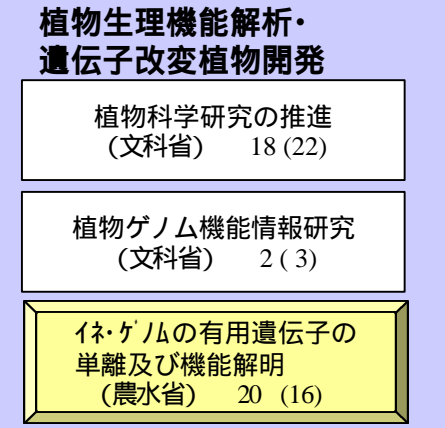 植物生理機能解析・
遺伝子改変植物開発
植物科学研究の推進
(文科省) 18 (22)
植物ゲノム機能情報研究
(文科省) 2 ( 3)
ｲﾈ・ｹﾞﾉﾑの有用遺伝子の
単離及び機能解明
(農水省) 20 (16)